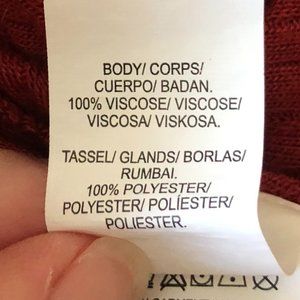 BODY/ CORPS/
CUERPO/ BADAN.
100% VISCOSE/ VISCOSE/
VISCOSA/ VISKOSA.
TASSEL/ GLANDS/ BORLAS/
RUMBAI.
100% POLYESTER/
POLYESTER/ POLÍESTER/
POLIESTER.